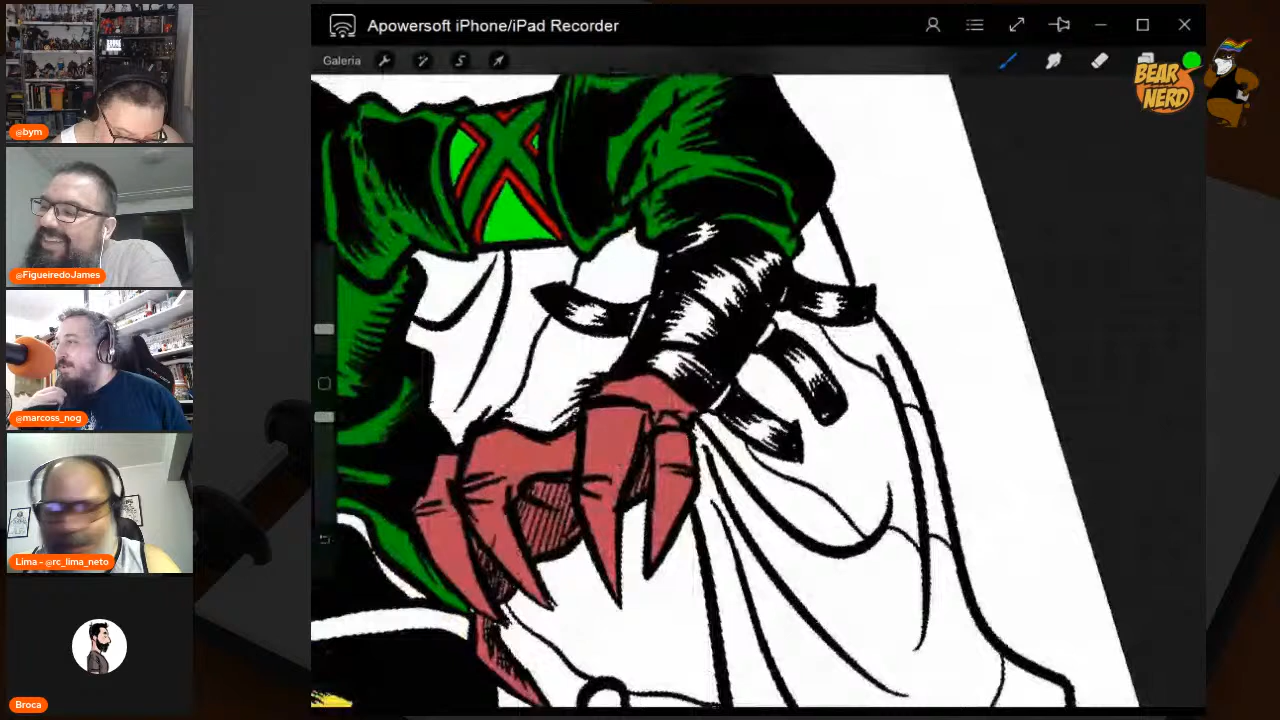 @bym
@FigueiredoJames
@marcoss_nog
Lima - @rc_lima_neto
Broca
Apowersoft iPhone/iPad Recorder
Galeria
BEAR
NERD